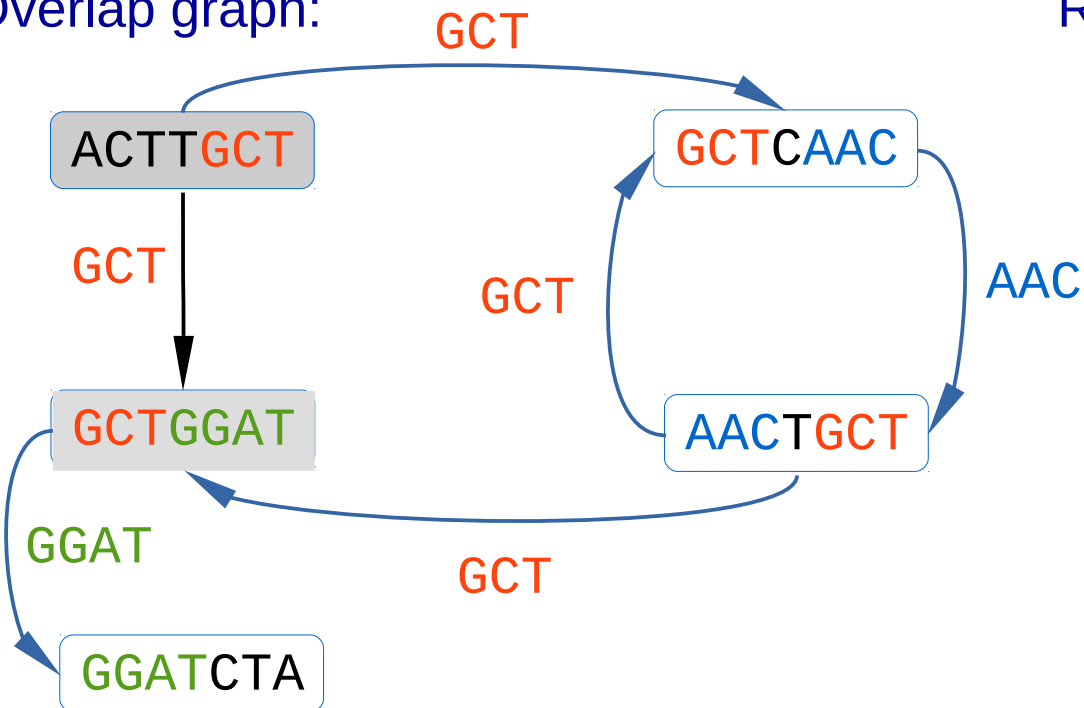 Overlap graph:
R
GCT
ACTTGCT
GCTCAAC
GCT
GCT
AAC
GCTGGAT
AACTGCT
GGAT
GCT
GGATCTA